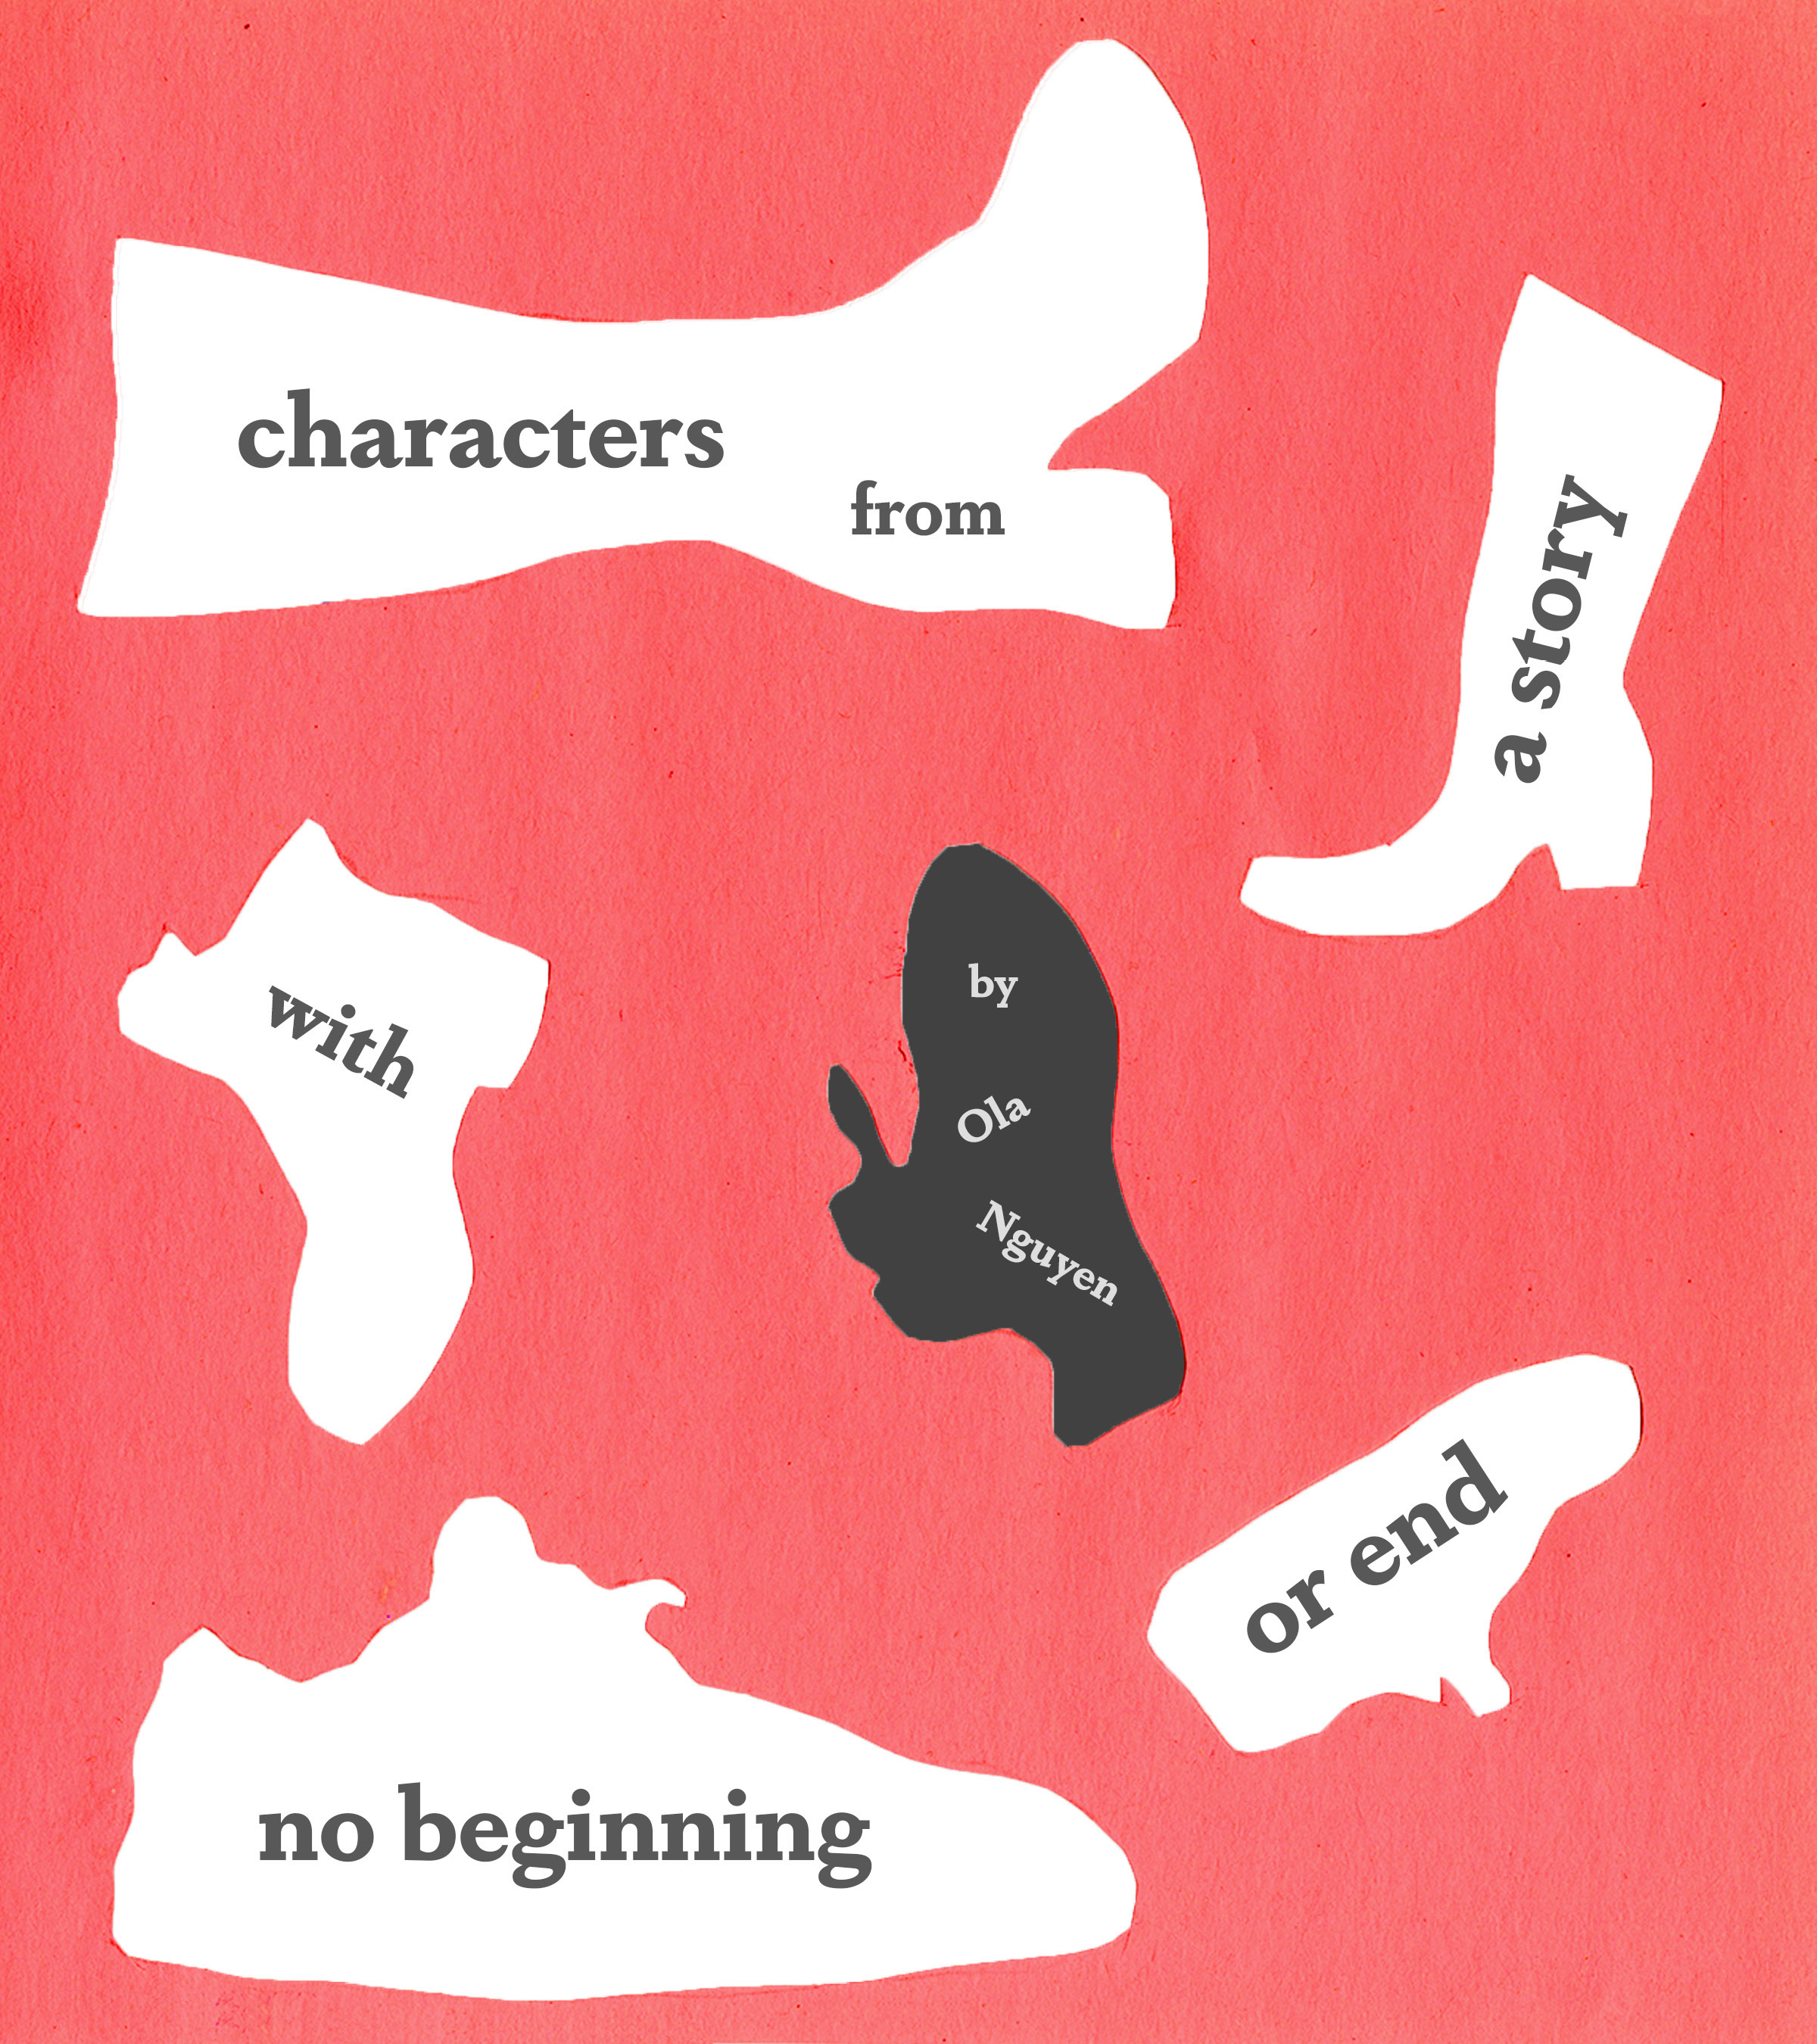 characters
from
a story
with
no beginning
or end
by
Ola
Nguyen